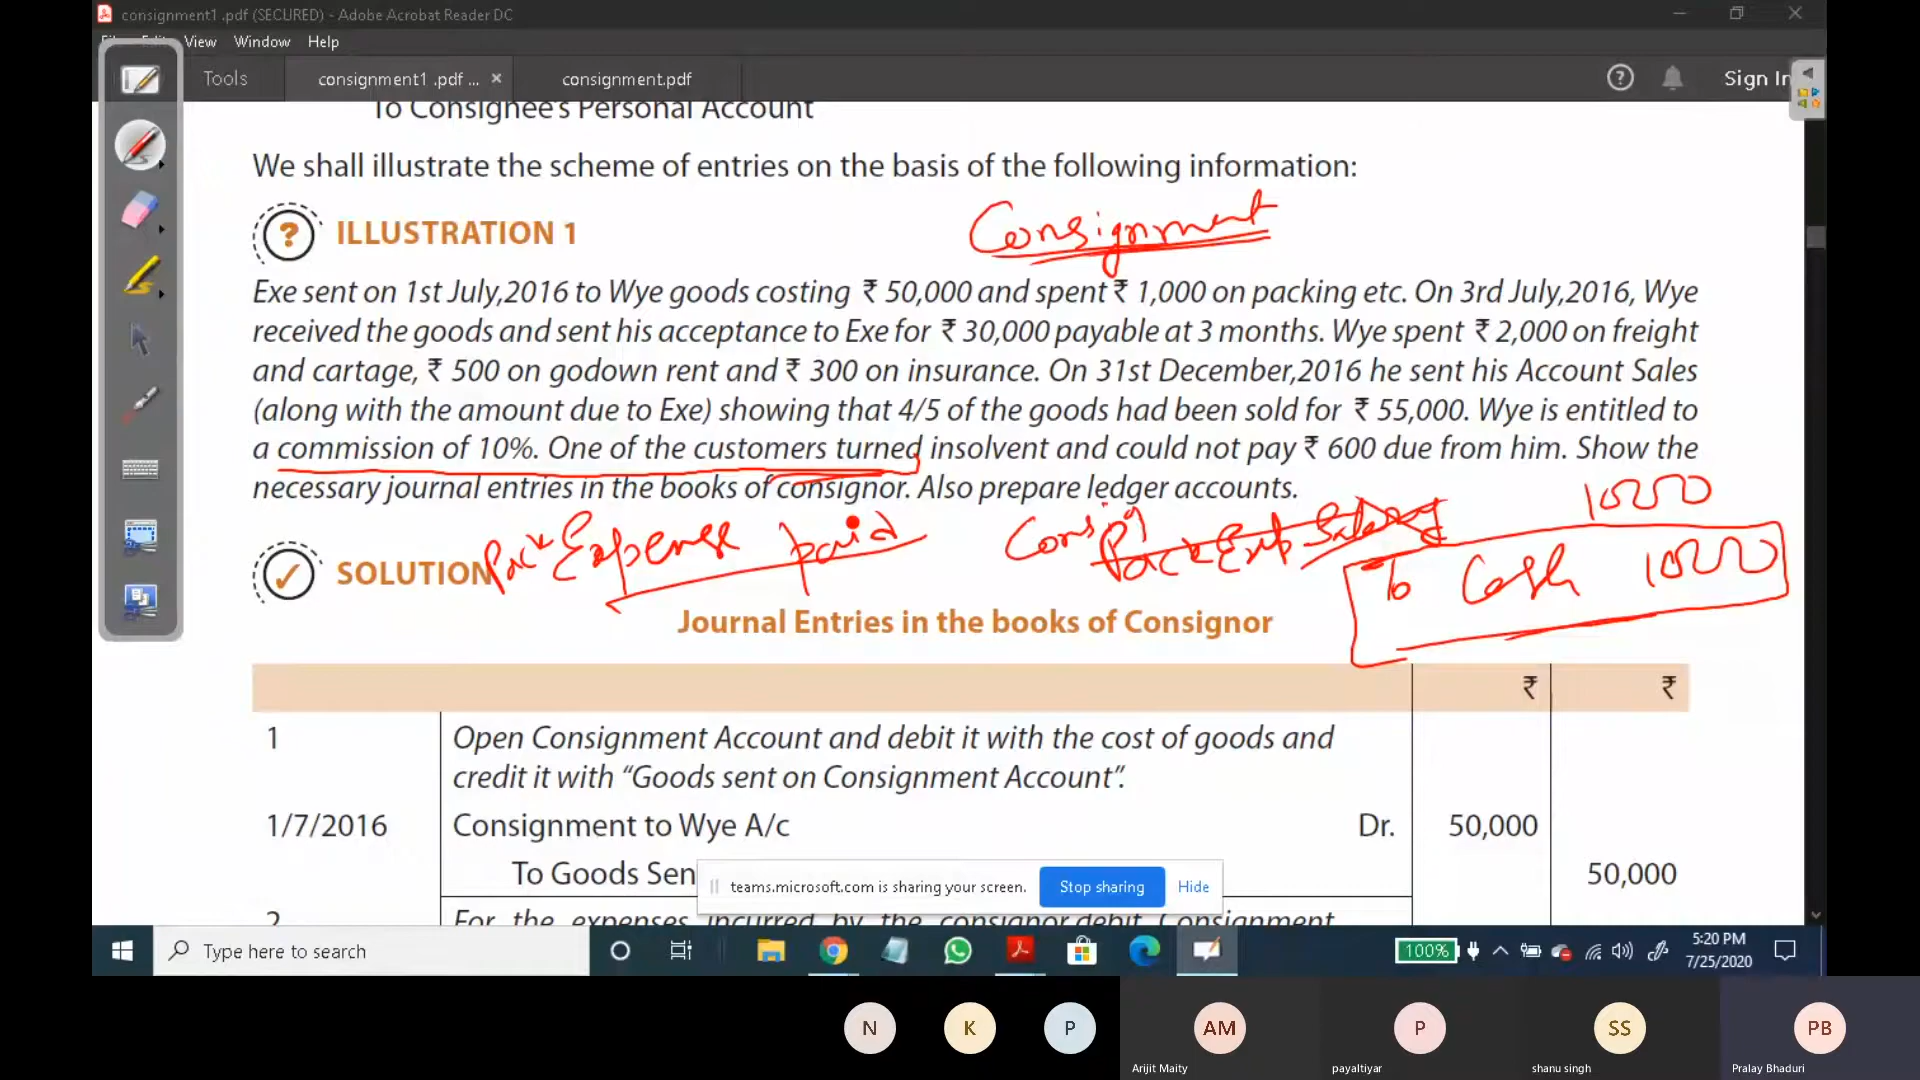 consignment1 .pdf (SECURED) - Adobe Acrobat Reader DC
View Window Help
Tools consignment1 .pdf ... × consignment.pdf Sign In
To Consignee's Personal Account
We shall illustrate the scheme of entries on the basis of the following information:
Consignment
? ILLUSTRATION 1
Exe sent on 1st July,2016 to Wye goods costing ₹ 50,000 and spent ₹ 1,000 on packing etc. On 3rd July,2016, Wye
received the goods and sent his acceptance to Exe for ₹ 30,000 payable at 3 months. Wye spent ₹ 2,000 on freight
and cartage, ₹ 500 on godown rent and ₹ 300 on insurance. On 31st December,2016 he sent his Account Sales
(along with the amount due to Exe) showing that 4/5 of the goods had been sold for ₹ 55,000. Wye is entitled to
a commission of 10%. One of the customers turned insolvent and could not pay ₹ 600 due from him. Show the
necessary journal entries in the books of consignor. Also prepare ledger accounts.
Expense paid
To Cash
SOLUTION
Journal Entries in the books of Consignor
₹ ₹
1 Open Consignment Account and debit it with the cost of goods and
credit it with “Goods sent on Consignment Account”.
1/7/2016 Consignment to Wye A/c Dr. 50,000
To Goods Sen 50,000
teams.microsoft.com is sharing your screen. Stop sharing Hide
2 For the expenses incurred by the consignor,debit Consignment
Type here to search
100%
5:20 PM
7/25/2020
N K P AM P SS PB
Arijit Maity payaltiyar shanu singh Pralay Bhaduri